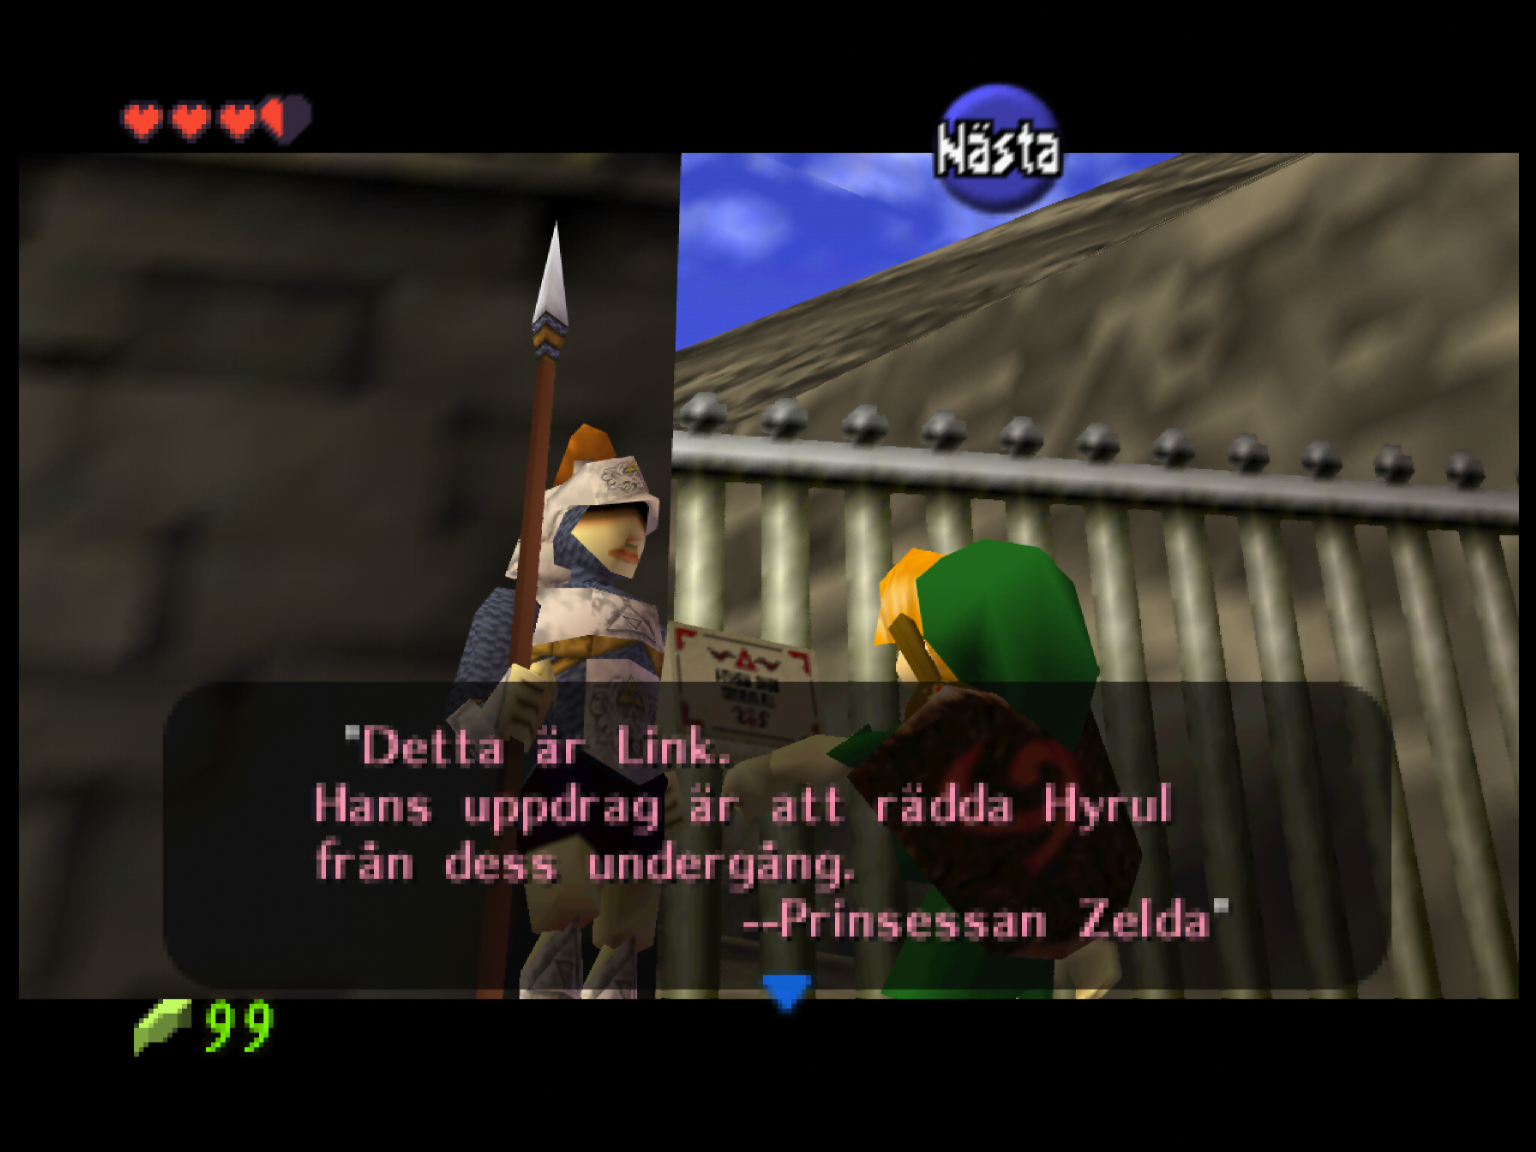 Nästa
"Detta är Link.
Hans uppdrag är att rädda Hyrul
från dess undergång.
--Prinsessan Zelda"
99